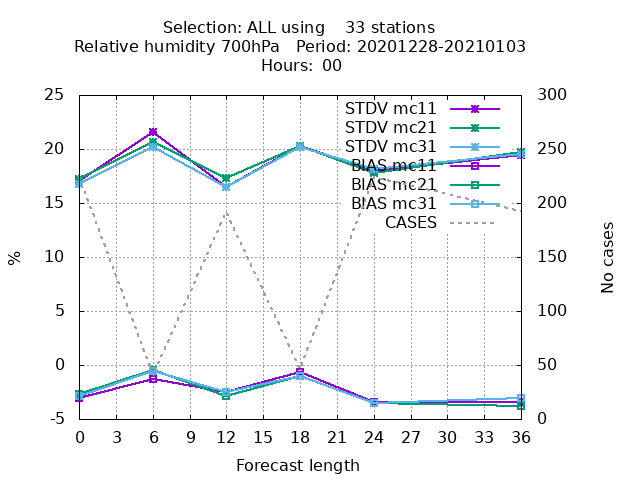 Selection: ALL using    33 stations
Relative humidity 700hPa   Period: 20201228-20210103
Hours: 00
25
20
15
10
5
0
-5
%
300
250
200
150
100
50
0
No cases
STDV mc11
STDV mc21
STDV mc31
BIAS mc11
BIAS mc21
BIAS mc31
CASES
0 3 6 9 12 15 18 21 24 27 30 33 36
Forecast length